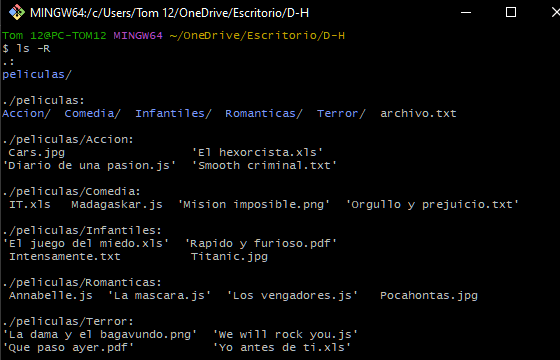 MINGW64:/c/Users/Tom 12/OneDrive/Escritorio/D-H
Tom 12@PC-TOM12 MINGW64 ~/OneDrive/Escritorio/D-H
$ ls -R
.:
peliculas/
./peliculas:
Accion/  Comedia/  Infantiles/  Romanticas/  Terror/  archivo.txt
./peliculas/Accion:
 Cars.jpg                   'El hexorcista.xls'
'Diario de una pasion.js'  'Smooth criminal.txt'
./peliculas/Comedia:
 IT.xls   Madagaskar.js  'Mision imposible.png'  'Orgullo y prejuicio.txt'
./peliculas/Infantiles:
'El juego del miedo.xls'  'Rapido y furioso.pdf'
 Intensamente.txt          Titanic.jpg
./peliculas/Romanticas:
 Annabelle.js  'La mascara.js'  'Los vengadores.js'   Pocahontas.jpg
./peliculas/Terror:
'La dama y el bagavundo.png'  'We will rock you.js'
'Que paso ayer.pdf'           'Yo antes de ti.xls'